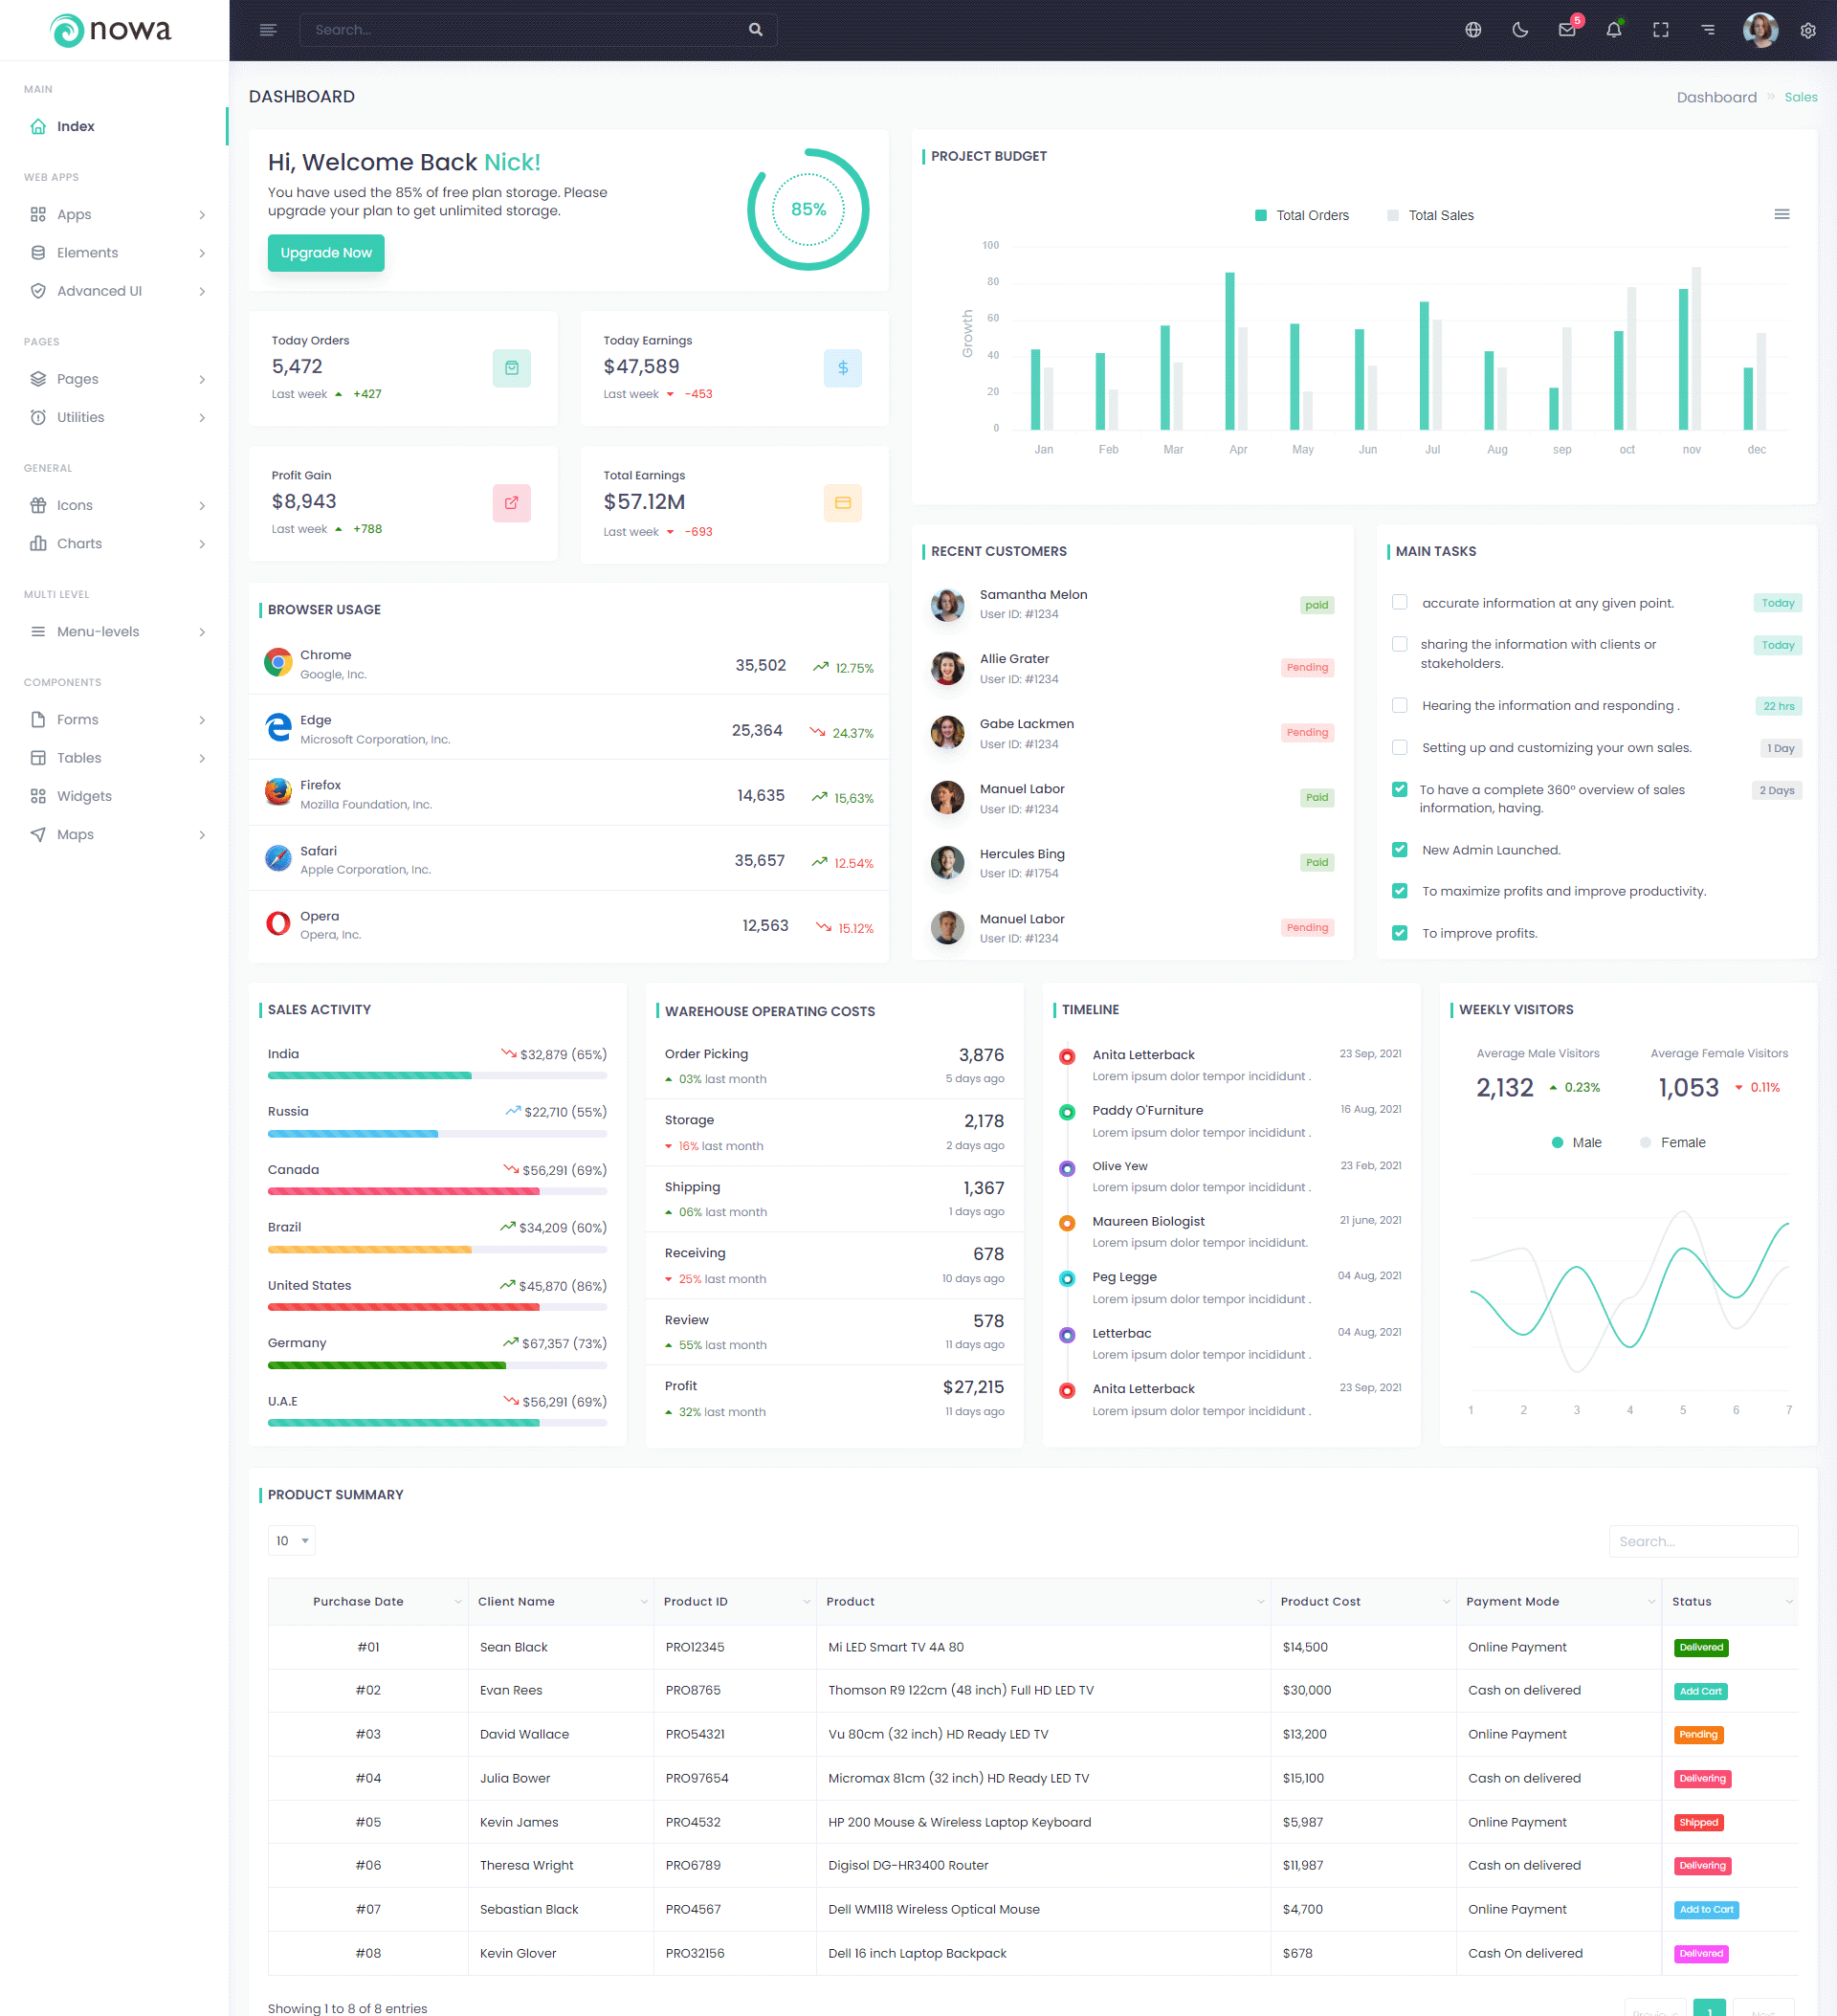 nowa
Search...
5
MAIN
Index
WEB APPS
Apps
Elements
Advanced UI
PAGES
Pages
Utilities
GENERAL
Icons
Charts
MULTI LEVEL
Menu-levels
COMPONENTS
Forms
Tables
Widgets
Maps
DASHBOARD
Dashboard » Sales
Hi, Welcome Back Nick!
You have used the 85% of free plan storage. Please
upgrade your plan to get unlimited storage.
Upgrade Now
85%
Today Orders
5,472
Last week +427
Today Earnings
$47,589
Last week -453
Profit Gain
$8,943
Last week +788
Total Earnings
$57.12M
Last week -693
PROJECT BUDGET
Total Orders Total Sales
Growth
100
80
60
40
20
0
Jan Feb Mar Apr May Jun Jul Aug sep oct nov dec
BROWSER USAGE
Chrome
Google, Inc.
35,502 12.75%
Edge
Microsoft Corporation, Inc.
25,364 24.37%
Firefox
Mozilla Foundation, Inc.
14,635 15,63%
Safari
Apple Corporation, Inc.
35,657 12.54%
Opera
Opera, Inc.
12,563 15.12%
RECENT CUSTOMERS
Samantha Melon
User ID: #1234
paid
Allie Grater
User ID: #1234
Pending
Gabe Lackmen
User ID: #1234
Pending
Manuel Labor
User ID: #1234
Paid
Hercules Bing
User ID: #1754
Paid
Manuel Labor
User ID: #1234
Pending
MAIN TASKS
accurate information at any given point. Today
sharing the information with clients or Today
stakeholders.
Hearing the information and responding . 22 hrs
Setting up and customizing your own sales. 1 Day
To have a complete 360° overview of sales 2 Days
information, having.
New Admin Launched.
To maximize profits and improve productivity.
To improve profits.
SALES ACTIVITY
India $32,879 (65%)
Russia $22,710 (55%)
Canada $56,291 (69%)
Brazil $34,209 (60%)
United States $45,870 (86%)
Germany $67,357 (73%)
U.A.E $56,291 (69%)
WAREHOUSE OPERATING COSTS
Order Picking 3,876
03% last month 5 days ago
Storage 2,178
16% last month 2 days ago
Shipping 1,367
06% last month 1 days ago
Receiving 678
25% last month 10 days ago
Review 578
55% last month 11 days ago
Profit $27,215
32% last month 11 days ago
TIMELINE
Anita Letterback 23 Sep, 2021
Lorem ipsum dolor tempor incididunt .
Paddy O'Furniture 16 Aug, 2021
Lorem ipsum dolor tempor incididunt .
Olive Yew 23 Feb, 2021
Lorem ipsum dolor tempor incididunt .
Maureen Biologist 21 june, 2021
Lorem ipsum dolor tempor incididunt.
Peg Legge 04 Aug, 2021
Lorem ipsum dolor tempor incididunt .
Letterbac 04 Aug, 2021
Lorem ipsum dolor tempor incididunt .
Anita Letterback 23 Sep, 2021
Lorem ipsum dolor tempor incididunt .
WEEKLY VISITORS
Average Male Visitors Average Female Visitors
2,132 0.23% 1,053 0.11%
Male Female
1 2 3 4 5 6 7
PRODUCT SUMMARY
10
Search...
Purchase Date Client Name Product ID Product Product Cost Payment Mode Status
#01 Sean Black PRO12345 Mi LED Smart TV 4A 80 $14,500 Online Payment Delivered
#02 Evan Rees PRO8765 Thomson R9 122cm (48 inch) Full HD LED TV $30,000 Cash on delivered Add Cart
#03 David Wallace PRO54321 Vu 80cm (32 inch) HD Ready LED TV $13,200 Online Payment Pending
#04 Julia Bower PRO97654 Micromax 81cm (32 inch) HD Ready LED TV $15,100 Cash on delivered Delivering
#05 Kevin James PRO4532 HP 200 Mouse & Wireless Laptop Keyboard $5,987 Online Payment Shipped
#06 Theresa Wright PRO6789 Digisol DG-HR3400 Router $11,987 Cash on delivered Delivering
#07 Sebastian Black PRO4567 Dell WM118 Wireless Optical Mouse $4,700 Online Payment Add to Cart
#08 Kevin Glover PRO32156 Dell 16 inch Laptop Backpack $678 Cash On delivered Delivered
Showing 1 to 8 of 8 entries
Previous 1 Next